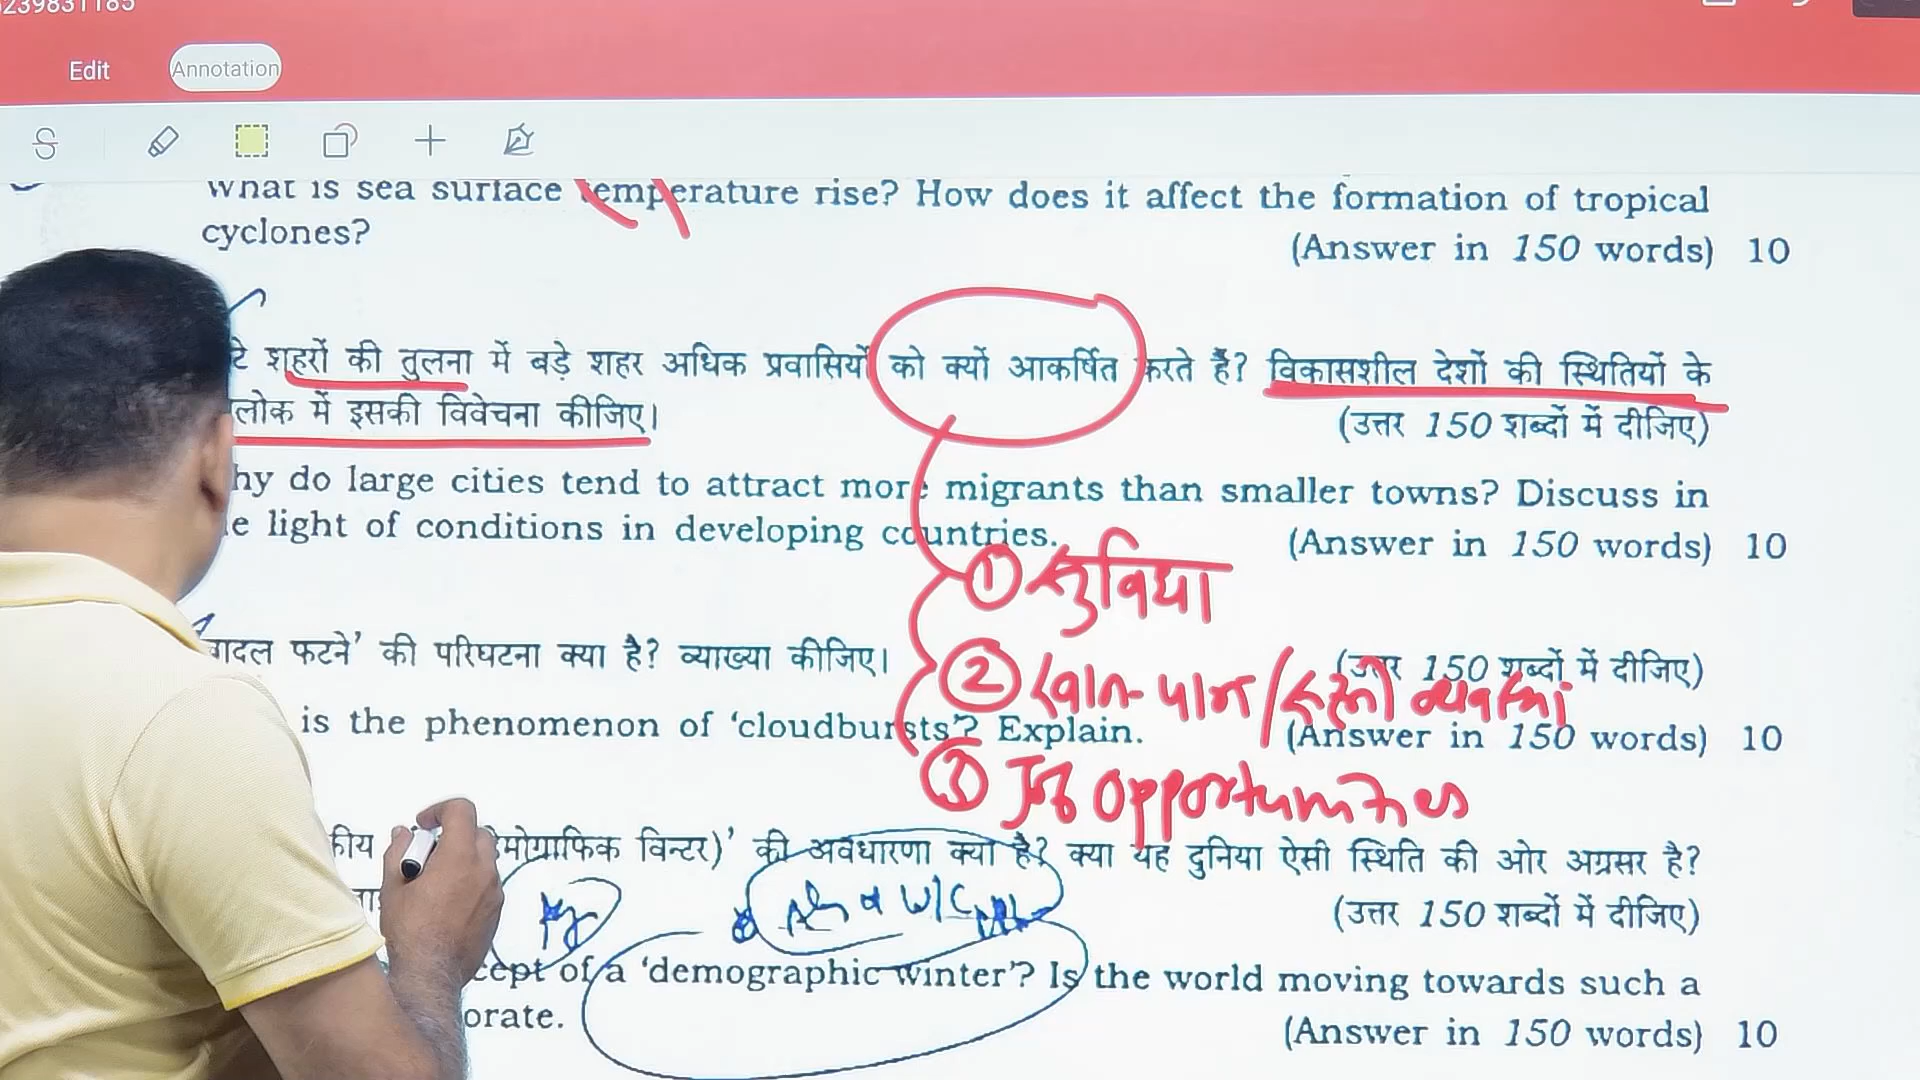 Edit Annotation
What is sea surface temperature rise? How does it affect the formation of tropical
cyclones? (Answer in 150 words) 10
टे शहरों की तुलना में बड़े शहर अधिक प्रवासियों को क्यों आकर्षित करते हैं? विकासशील देशों की स्थितियों के
लोक में इसकी विवेचना कीजिए। (उत्तर 150 शब्दों में दीजिए)
hy do large cities tend to attract more migrants than smaller towns? Discuss in
e light of conditions in developing countries. (Answer in 150 words) 10
① सुविधा
बादल फटने’ की परिघटना क्या है? व्याख्या कीजिए। (उत्तर 150 शब्दों में दीजिए)
② खान-पान /
is the phenomenon of ‘cloudbursts’? Explain. (Answer in 150 words) 10
③ Job opportunities
कीय मोग्राफिक विन्टर)’ की अवधारणा क्या है? क्या यह दुनिया ऐसी स्थिति की ओर अग्रसर है?
(उत्तर 150 शब्दों में दीजिए)
cept of a ‘demographic winter’? Is the world moving towards such a
orate. (Answer in 150 words) 10